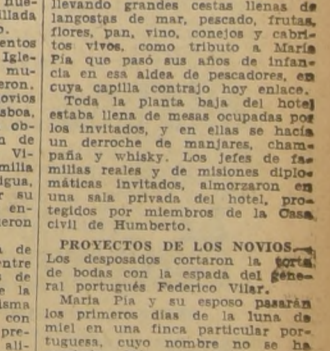 llevando grandes cestas llenas de
langostas de mar, pescado, frutas,
flores, pan, vino, conejos y cabri-
tos vivos, como tributo a María
Pía que pasó sus años de infan-
cia en esa aldea de pescadores, en
cuya capilla contrajo hoy enlace.
Toda la planta baja del hotel
estaba llena de mesas ocupadas por
los invitados, y en ellas se hacía
un derroche de manjares, cham-
paña y whisky. Los jefes de fa-
milias reales y de misiones diplo-
máticas invitados, almorzaron en
una sala privada del hotel, pro-
tegidos por miembros de la Casa
civil de Humberto.
PROYECTOS DE LOS NOVIOS.
Los desposados cortaron la torta
de bodas con la espada del gene-
ral portugués Federico Vilar.
María Pía y su esposo pasarán
los primeros días de la luna de
miel en una finca particular por-
tuguesa, cuyo nombre no se ha